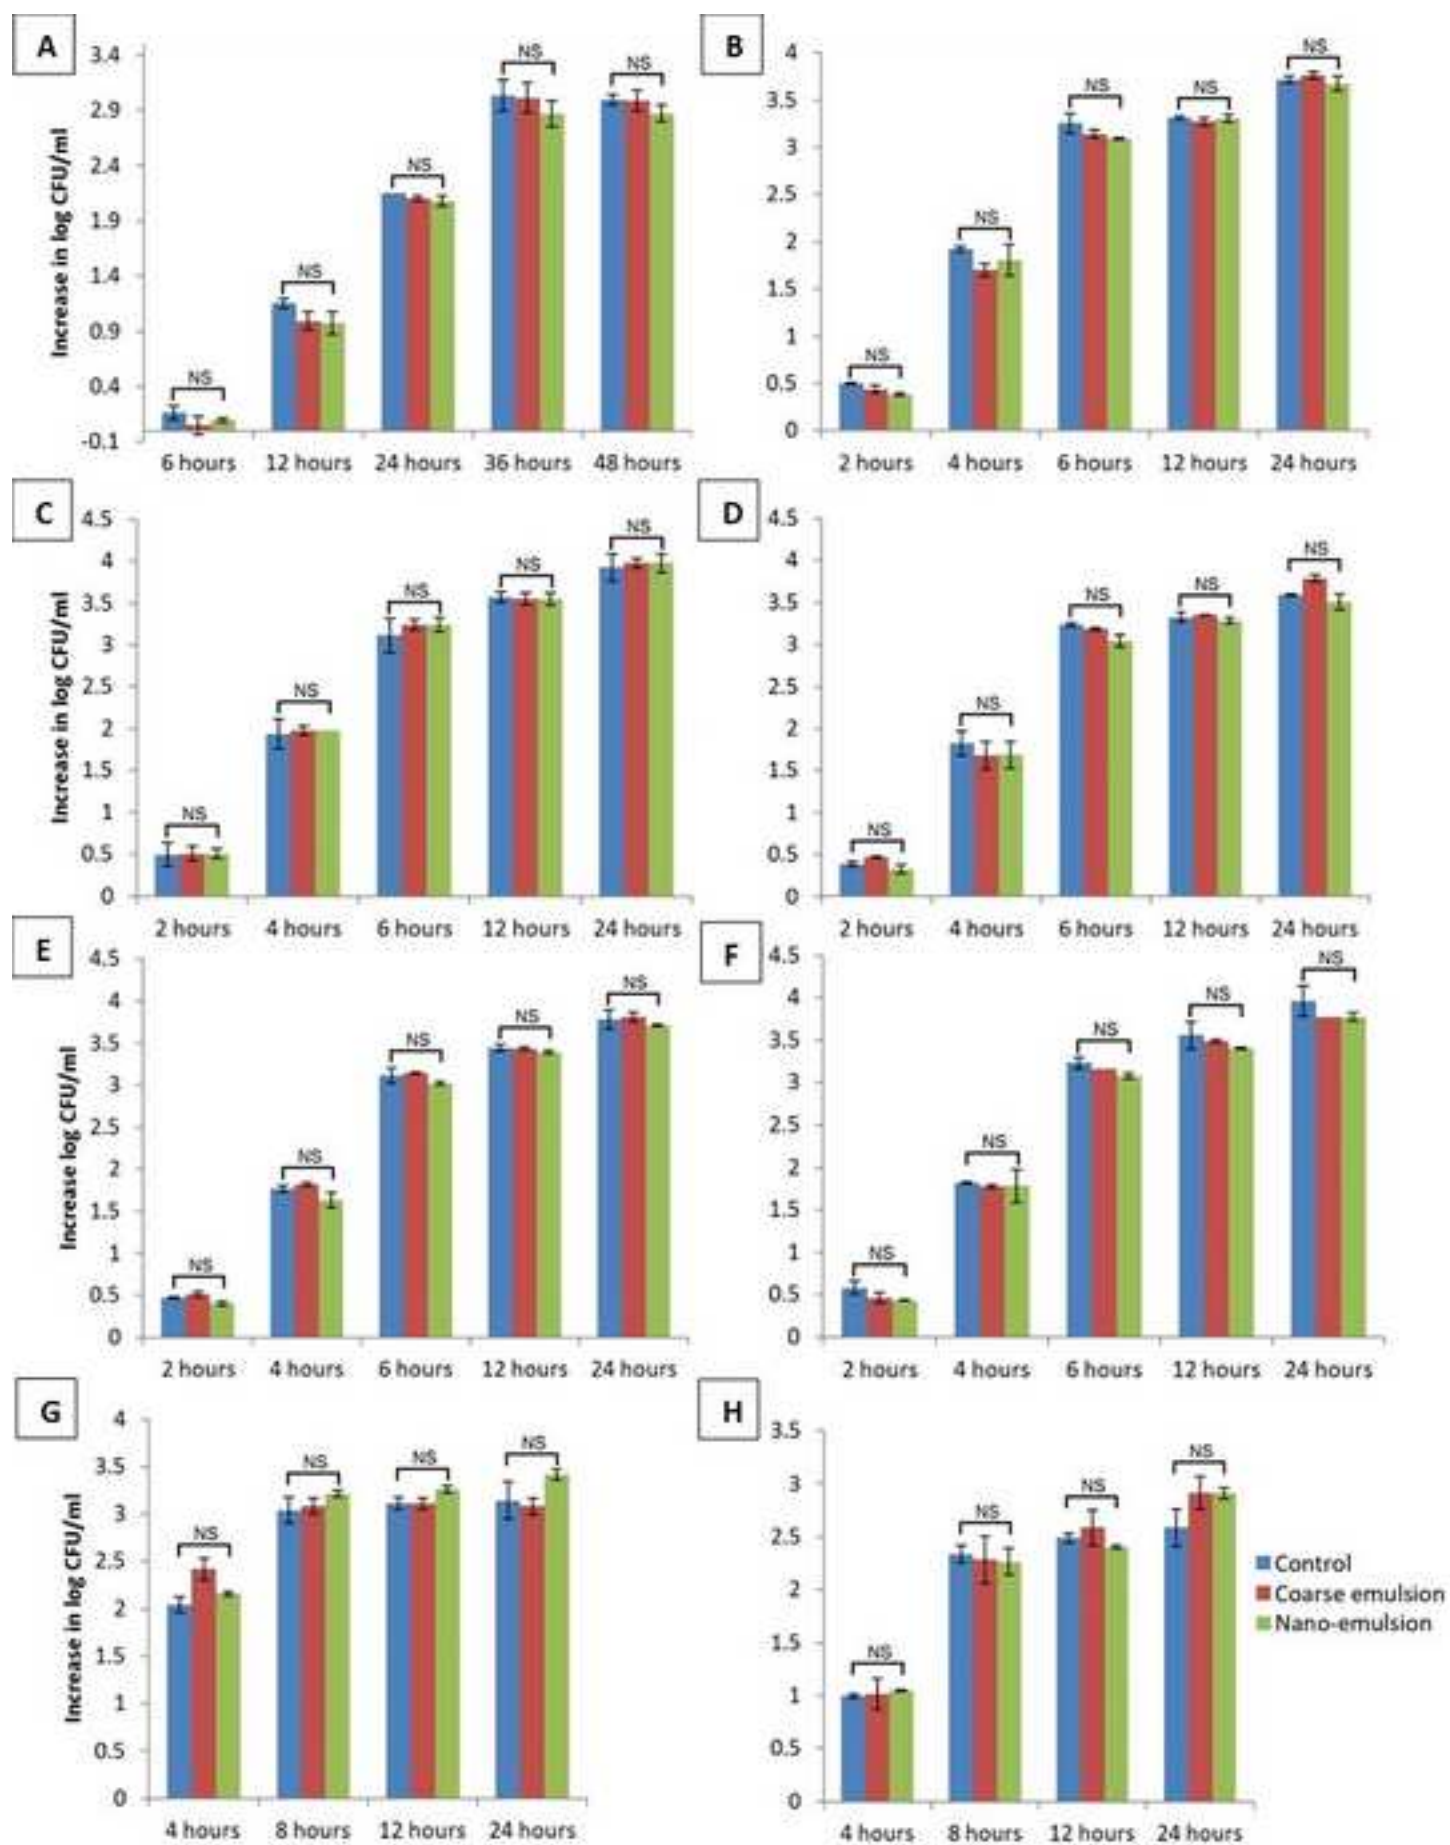 A
Increase in log CFU/ml
3.4
2.9
2.4
1.9
1.4
0.9
0.4
-0.1
NS
NS
NS
NS
NS
6 hours 12 hours 24 hours 36 hours 48 hours
B
4
3.5
3
2.5
2
1.5
1
0.5
0
NS
NS
NS
NS
NS
2 hours 4 hours 6 hours 12 hours 24 hours
C
Increase in log CFU/ml
4.5
4
3.5
3
2.5
2
1.5
1
0.5
0
NS
NS
NS
NS
NS
2 hours 4 hours 6 hours 12 hours 24 hours
D
4.5
4
3.5
3
2.5
2
1.5
1
0.5
0
NS
NS
NS
NS
NS
2 hours 4 hours 6 hours 12 hours 24 hours
E
Increase log CFU/ml
4.5
4
3.5
3
2.5
2
1.5
1
0.5
0
NS
NS
NS
NS
NS
2 hours 4 hours 6 hours 12 hours 24 hours
F
4.5
4
3.5
3
2.5
2
1.5
1
0.5
0
NS
NS
NS
NS
NS
2 hours 4 hours 6 hours 12 hours 24 hours
G
Increase in log CFU/ml
4
3.5
3
2.5
2
1.5
1
0.5
0
NS
NS
NS
NS
4 hours 8 hours 12 hours 24 hours
H
3.5
3
2.5
2
1.5
1
0.5
0
NS
NS
NS
NS
4 hours 8 hours 12 hours 24 hours
Control
Coarse emulsion
Nano-emulsion